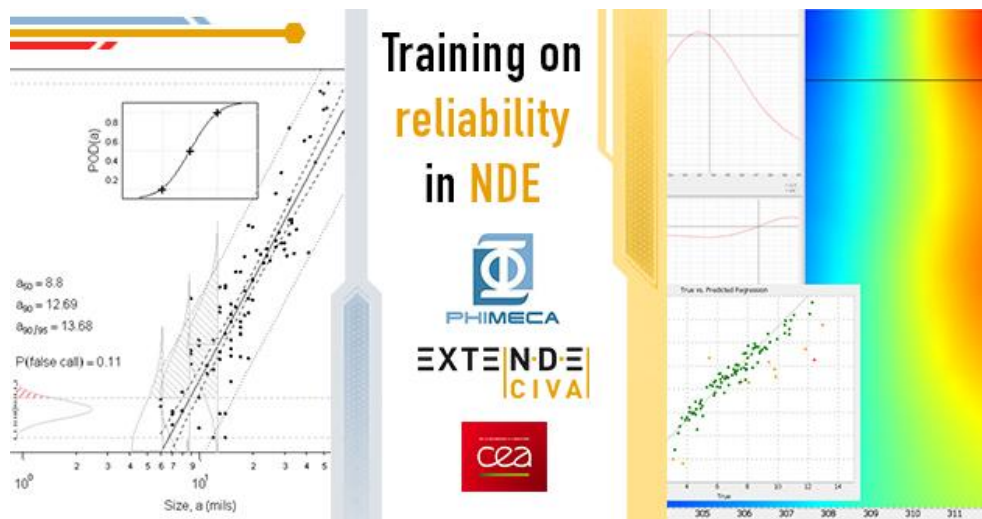 Training on
reliability
in NDE
PHIMECA
EXTENDE
CIVA
cea
POD(a)
0.8
0.6
0.4
0.2
a50 = 8.8
a90 = 12.69
a90/95 = 13.68
P(false call) = 0.11
2 3 4 5 6 7 9 2 3 4 5
10⁰ 10¹
Size, a (mils)
True vs. Predicted Regression
4 6 8 10 12 14
True
305 306 307 308 310 311